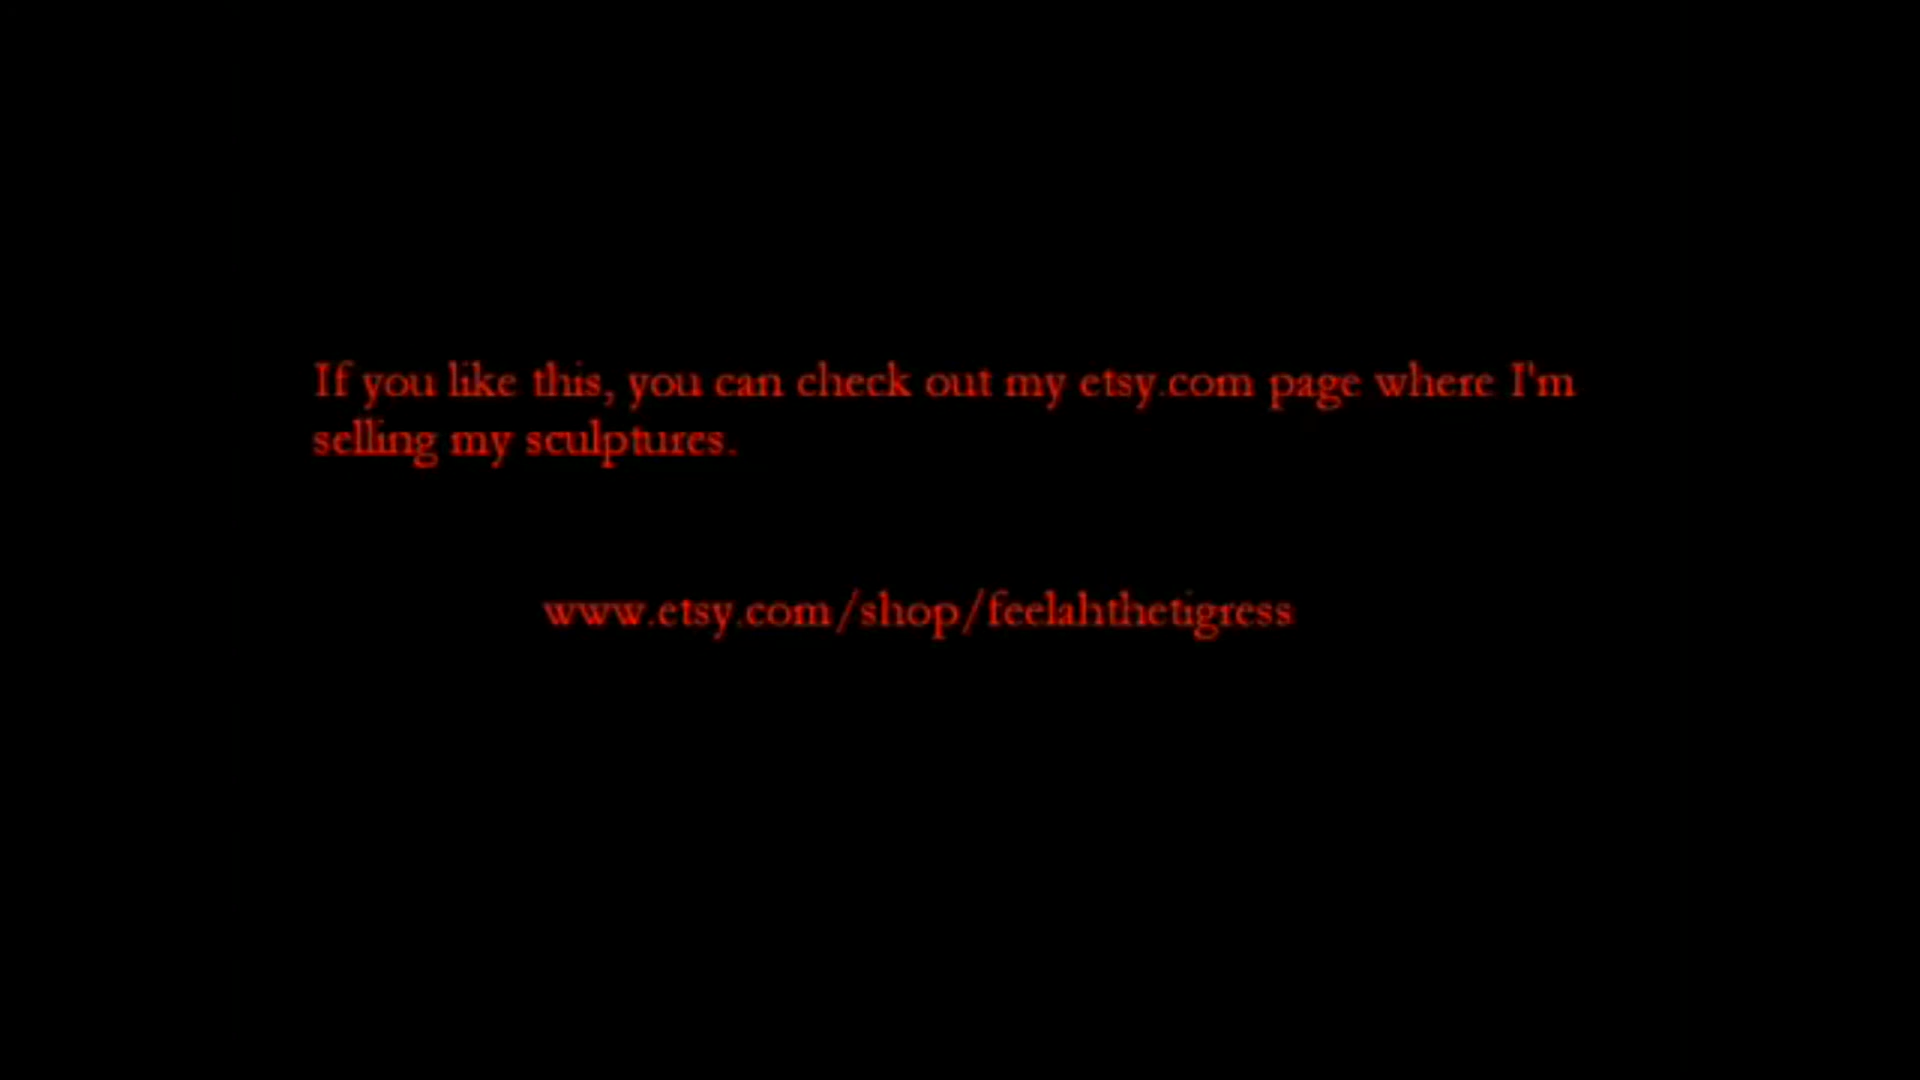 If you like this, you can check out my etsy.com page where I'm
selling my sculptures.
www.etsy.com/shop/feelahthetigress